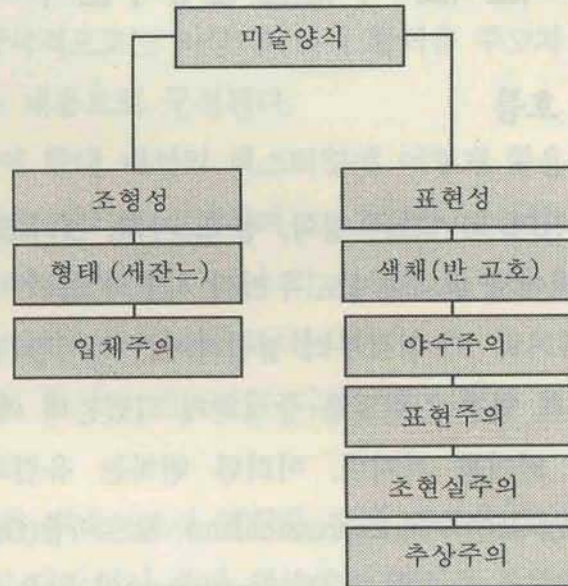 미술양식
조형성
형태 (세잔느)
입체주의
표현성
색채(반 고흐)
야수주의
표현주의
초현실주의
추상주의